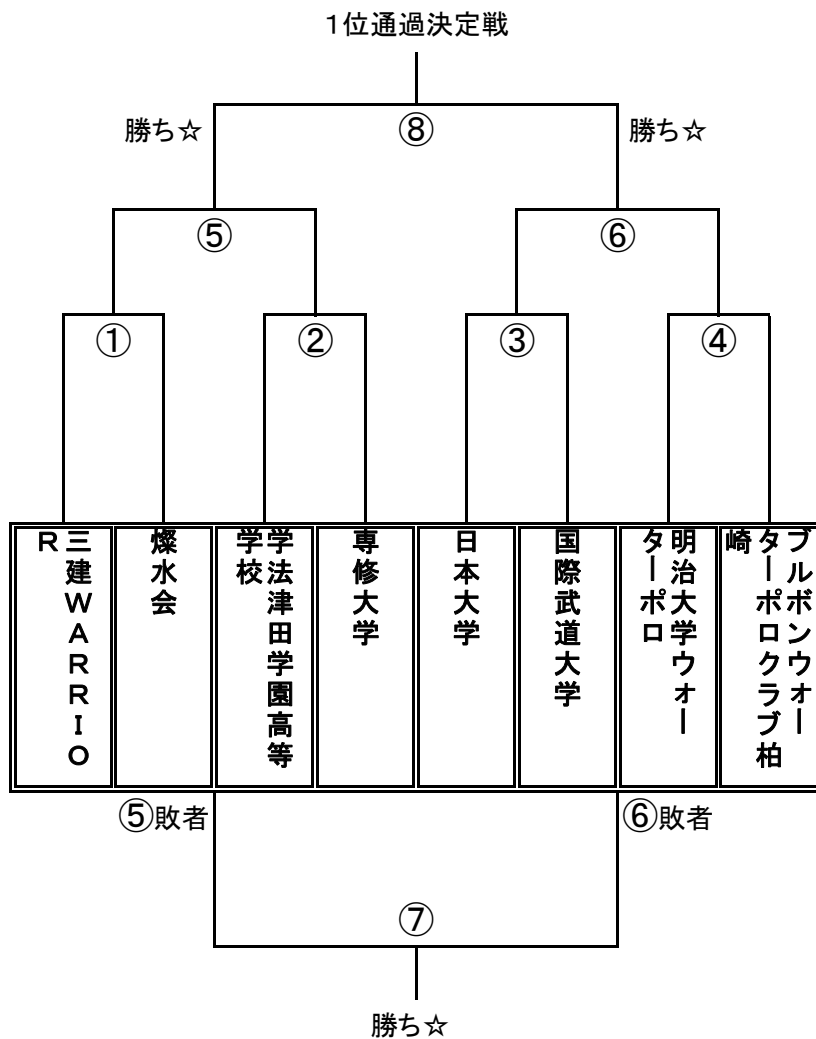 1位通過決定戦
勝ち☆
⑧
勝ち☆
⑤
⑥
①
②
③
④
三建WARRIO
R
燦水会
学法津田学園高等
学校
専修大学
日本大学
国際武道大学
明治大学ウォー
ターポロ
ブルボンウォー
ターポロクラブ柏
崎
⑤敗者
⑥敗者
⑦
勝ち☆